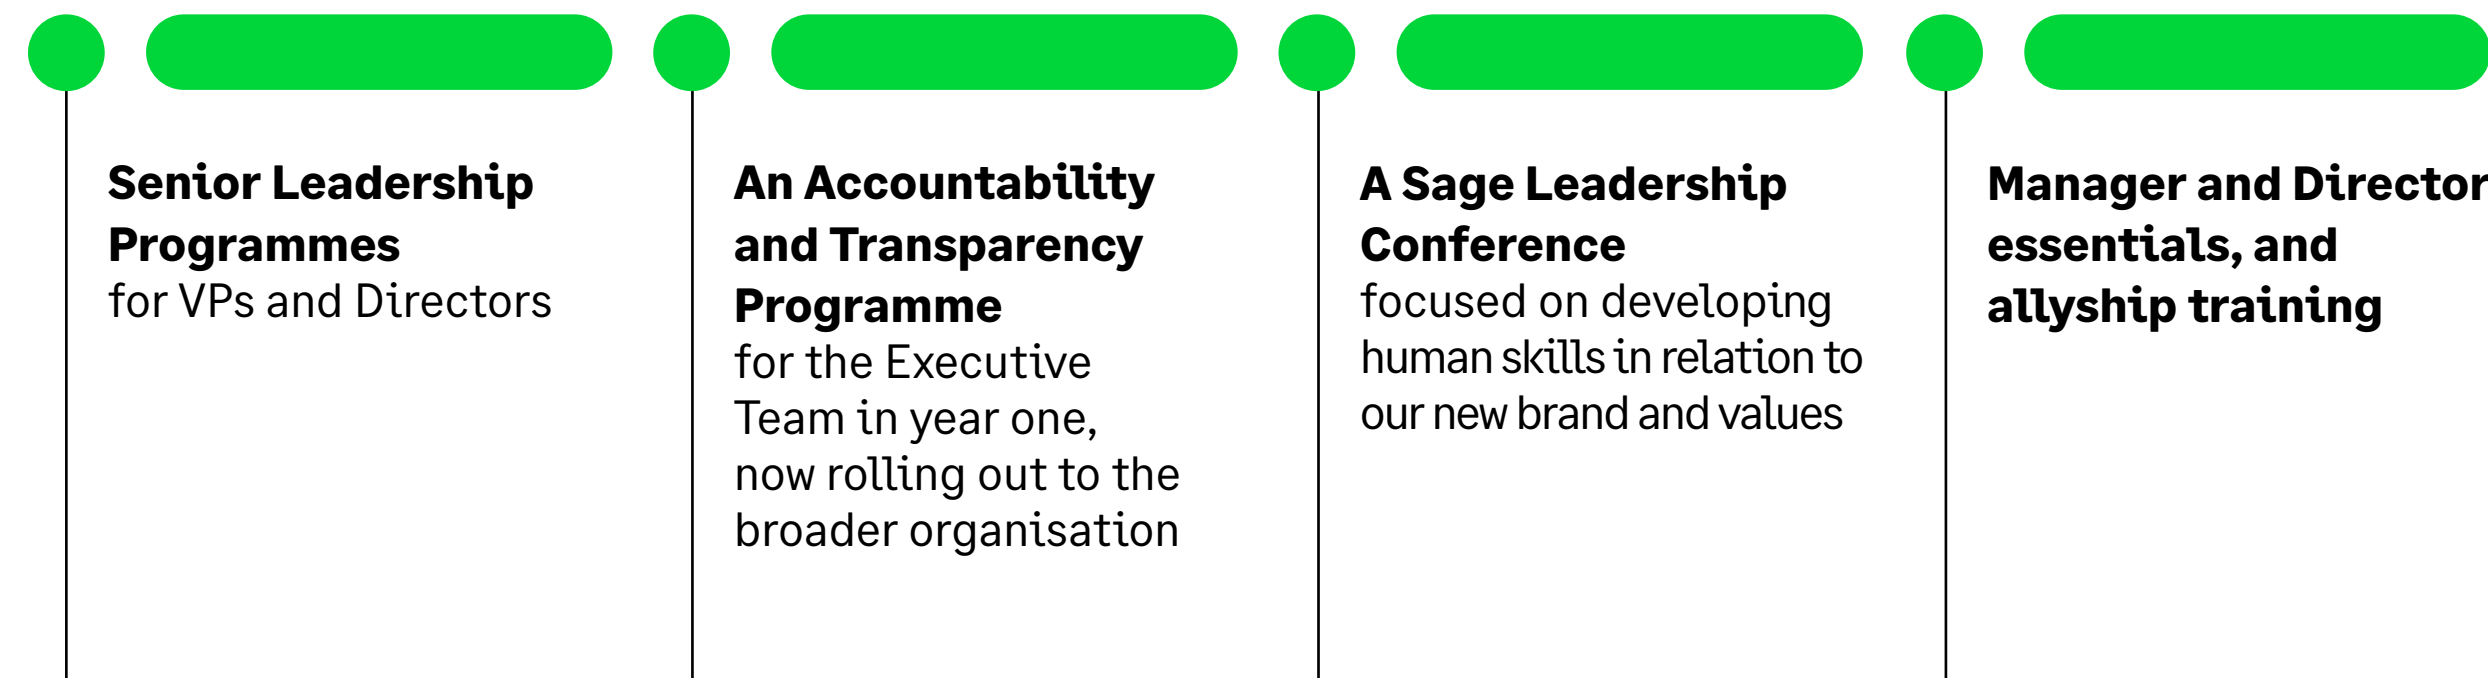 Senior Leadership
Programmes
for VPs and Directors
An Accountability
and Transparency
Programme
for the Executive
Team in year one,
now rolling out to the
broader organisation
A Sage Leadership
Conference
focused on developing
human skills in relation to
our new brand and values
Manager and Director
essentials, and
allyship training